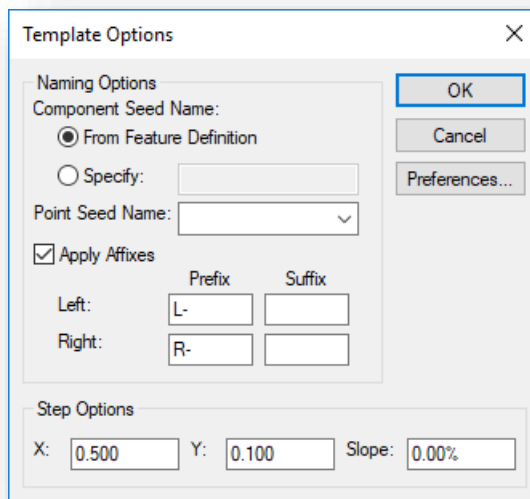 Template Options
Naming Options
OK
Component Seed Name:
From Feature Definition
Cancel
Specify:
Preferences...
Point Seed Name:
Apply Affixes
Prefix Suffix
Left: L-
Right: R-
Step Options
X: 0.500 Y: 0.100 Slope: 0.00%